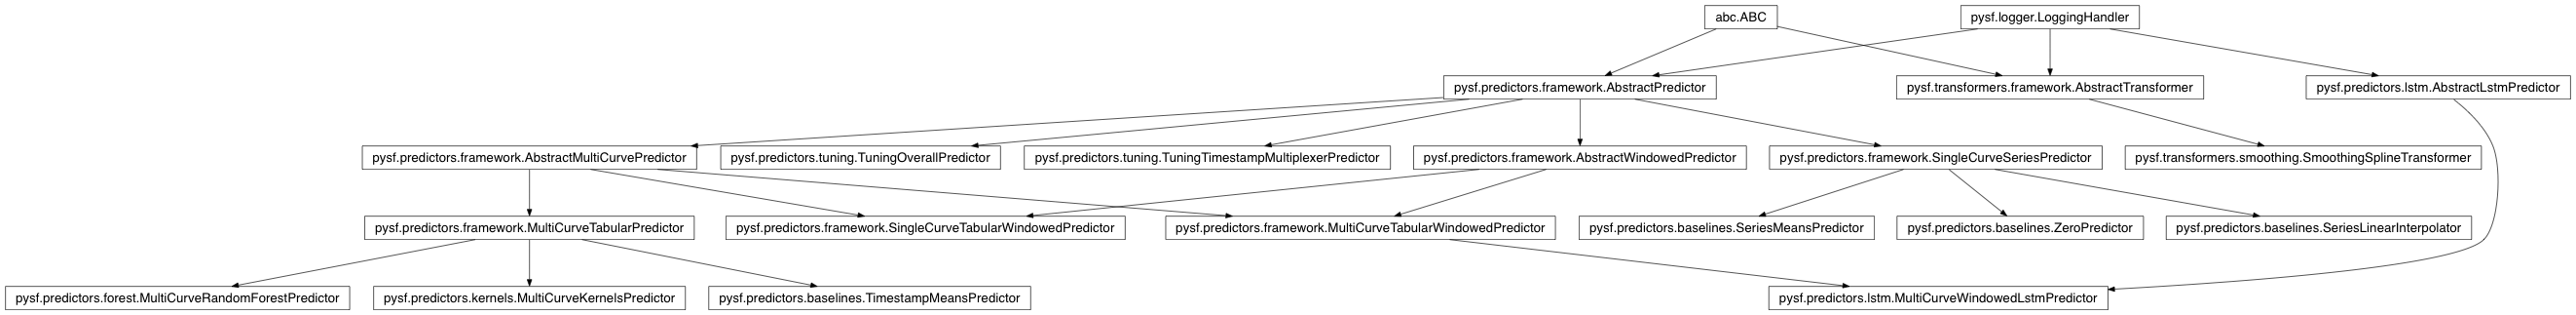 abc.ABC
pysf.logger.LoggingHandler
pysf.predictors.framework.AbstractPredictor
pysf.transformers.framework.AbstractTransformer
pysf.predictors.lstm.AbstractLstmPredictor
pysf.predictors.framework.AbstractMultiCurvePredictor
pysf.predictors.tuning.TuningOverallPredictor
pysf.predictors.tuning.TuningTimestampMultiplexerPredictor
pysf.predictors.framework.AbstractWindowedPredictor
pysf.predictors.framework.SingleCurveSeriesPredictor
pysf.transformers.smoothing.SmoothingSplineTransformer
pysf.predictors.framework.MultiCurveTabularPredictor
pysf.predictors.framework.SingleCurveTabularWindowedPredictor
pysf.predictors.framework.MultiCurveTabularWindowedPredictor
pysf.predictors.baselines.SeriesMeansPredictor
pysf.predictors.baselines.ZeroPredictor
pysf.predictors.baselines.SeriesLinearInterpolator
pysf.predictors.forest.MultiCurveRandomForestPredictor
pysf.predictors.kernels.MultiCurveKernelsPredictor
pysf.predictors.baselines.TimestampMeansPredictor
pysf.predictors.lstm.MultiCurveWindowedLstmPredictor